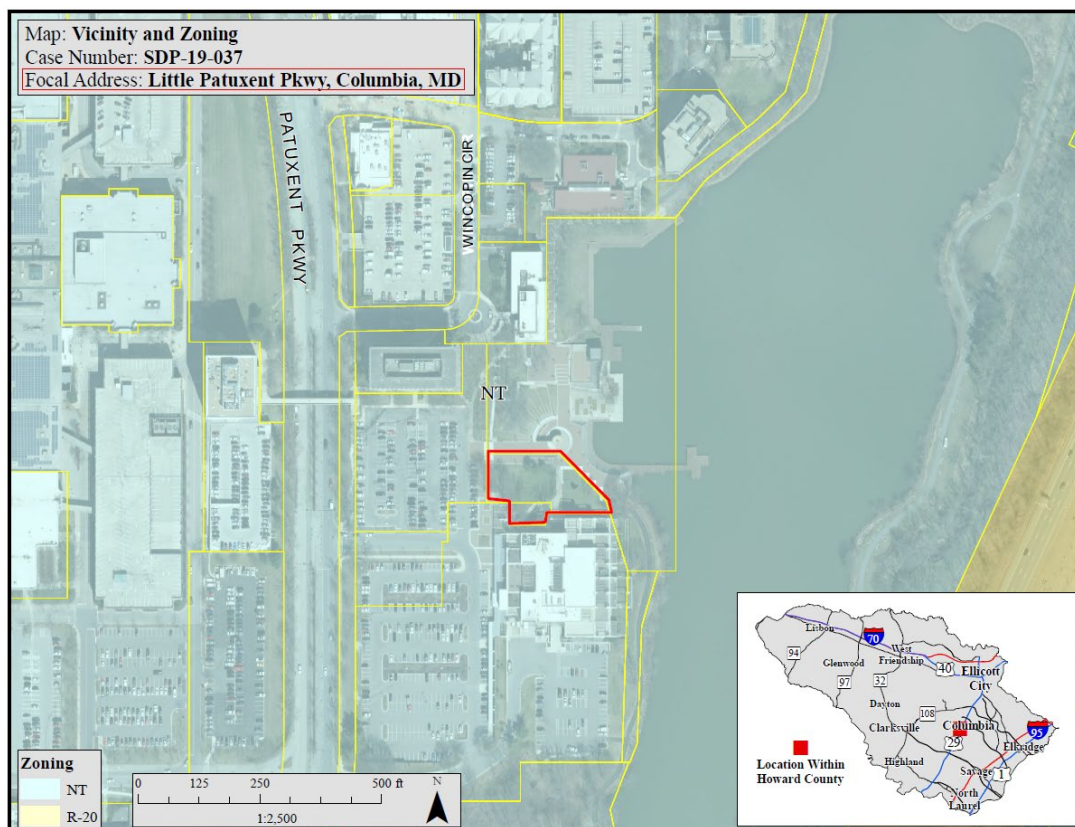 Map: Vicinity and Zoning
Case Number: SDP-19-037
Focal Address: Little Patuxent Pkwy, Columbia, MD
PATUXENT PKWY
WINCOPIN CIR
NT
Zoning
NT
R-20
0 125 250 500 ft
1:2,500
N
Location Within
Howard County
Lisbon
70
West
Friendship
94
Glenwood
40
Ellicott
City
97
32
Dayton
108
Columbia
Clarksville
29
95
Elkridge
Highland
Savage
1
North
Laurel